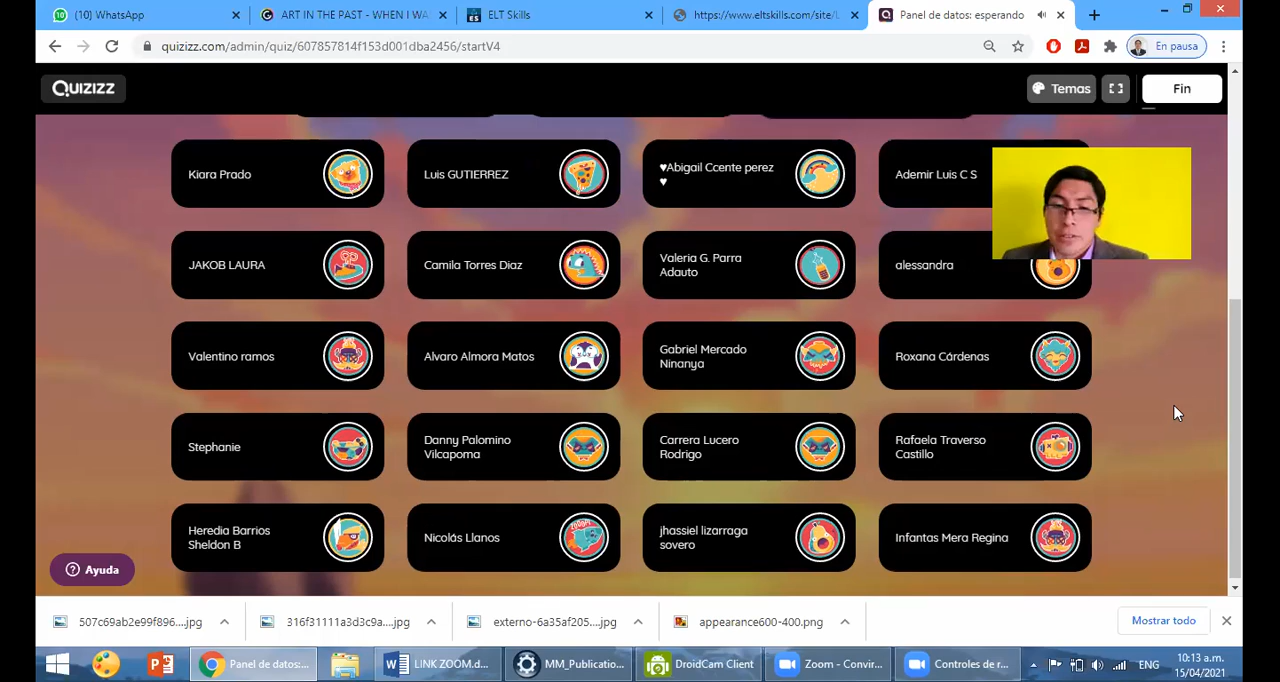 (10) WhatsApp
ART IN THE PAST - WHEN I WA
ELT Skills
https://www.eltskills.com/site/L
Panel de datos: esperando
quizizz.com/admin/quiz/607857814f153d001dba2456/startV4
En pausa
Quizizz
Temas
Fin
Kiara Prado
Luis GUTIERREZ
♥Abigail Ccente perez
♥
Ademir Luis C S
JAKOB LAURA
Camila Torres Diaz
Valeria G. Parra
Adauto
alessandra
Valentino ramos
Alvaro Almora Matos
Gabriel Mercado
Ninanya
Roxana Cárdenas
Stephanie
Danny Palomino
Vilcapoma
Carrera Lucero
Rodrigo
Rafaela Traverso
Castillo
Heredia Barrios
Sheldon B
Nicolás Llanos
jhassiel lizarraga
sovero
Infantas Mera Regina
Ayuda
507c69ab2e99f896....jpg
316f31111a3d3c9a....jpg
externo-6a35af205....jpg
appearance600-400.png
Mostrar todo
Panel de datos:...
LINK ZOOM.d...
MM_Publicatio...
DroidCam Client
Zoom - Convir...
Controles de r...
ENG
10:13 a.m.
15/04/2021